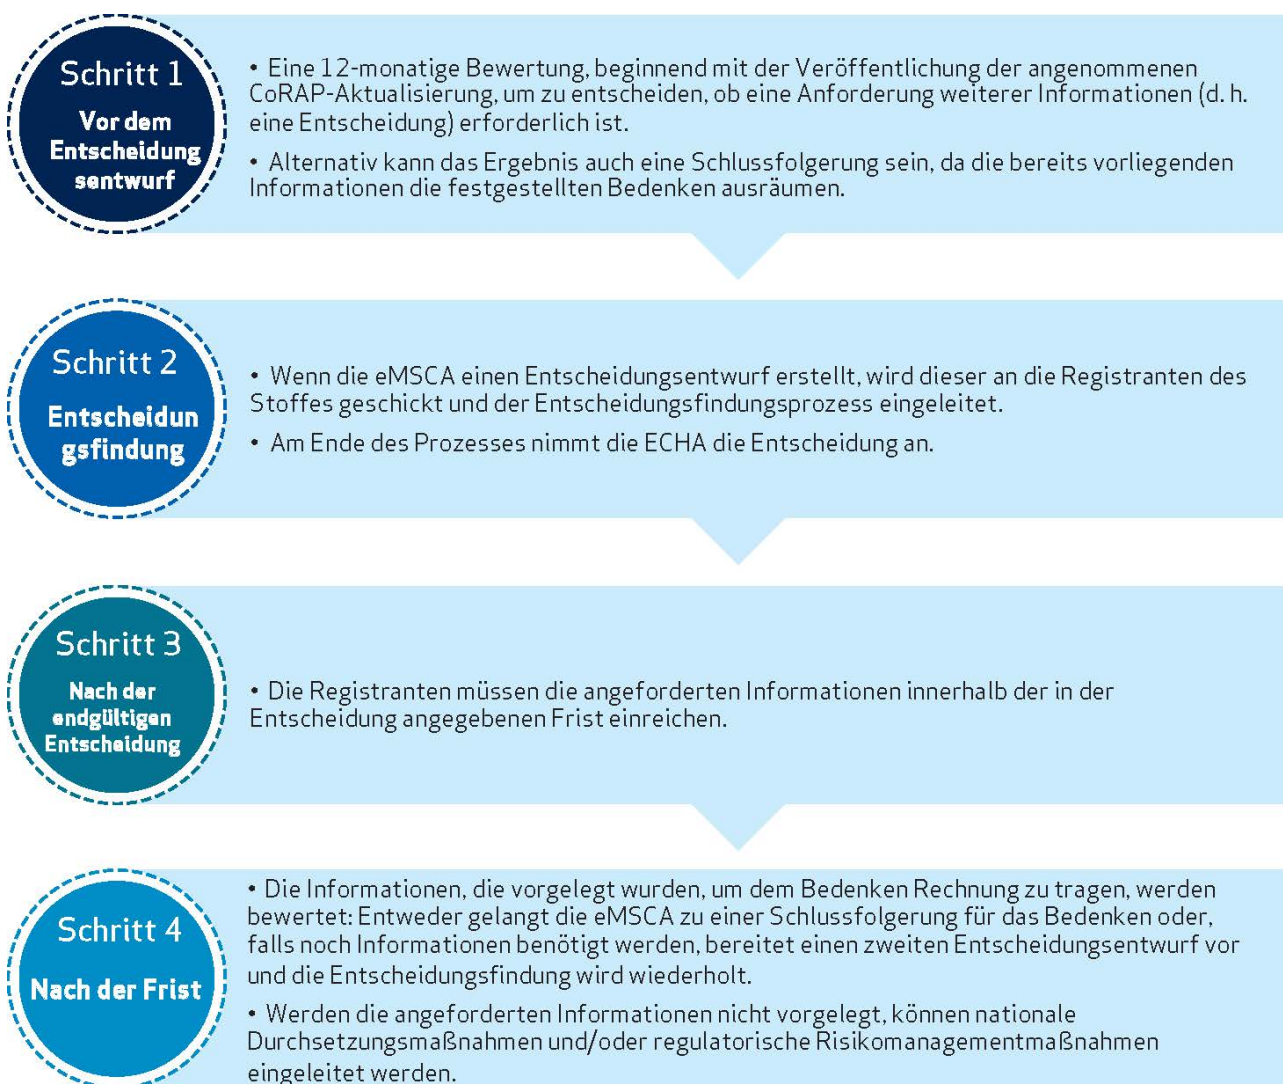 Schritt 1
Vor dem
Entscheidung
sentwurf
• Eine 12-monatige Bewertung, beginnend mit der Veröffentlichung der angenommenen
CoRAP-Aktualisierung, um zu entscheiden, ob eine Anforderung weiterer Informationen (d. h.
eine Entscheidung) erforderlich ist.
• Alternativ kann das Ergebnis auch eine Schlussfolgerung sein, da die bereits vorliegenden
Informationen die festgestellten Bedenken ausräumen.
Schritt 2
Entscheidun
gsfindung
• Wenn die eMSCA einen Entscheidungsentwurf erstellt, wird dieser an die Registranten des
Stoffes geschickt und der Entscheidungsfindungsprozess eingeleitet.
• Am Ende des Prozesses nimmt die ECHA die Entscheidung an.
Schritt 3
Nach der
endgültigen
Entscheidung
• Die Registranten müssen die angeforderten Informationen innerhalb der in der
Entscheidung angegebenen Frist einreichen.
Schritt 4
Nach der Frist
• Die Informationen, die vorgelegt wurden, um dem Bedenken Rechnung zu tragen, werden
bewertet: Entweder gelangt die eMSCA zu einer Schlussfolgerung für das Bedenken oder,
falls noch Informationen benötigt werden, bereitet einen zweiten Entscheidungsentwurf vor
und die Entscheidungsfindung wird wiederholt.
• Werden die angeforderten Informationen nicht vorgelegt, können nationale
Durchsetzungsmaßnahmen und/oder regulatorische Risikomanagementmaßnahmen
eingeleitet werden.